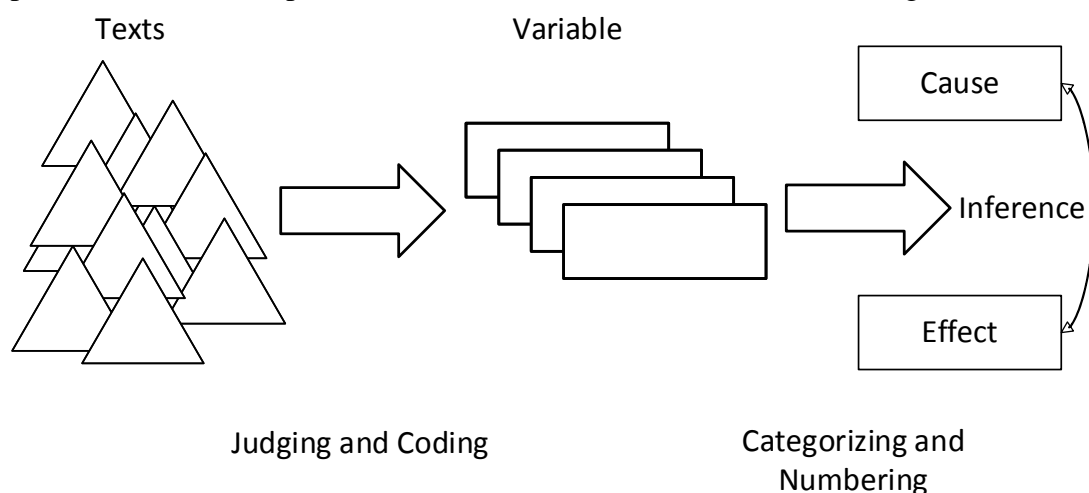 Texts
Variable
Cause
Inference
Effect
Judging and Coding
Categorizing and
Numbering